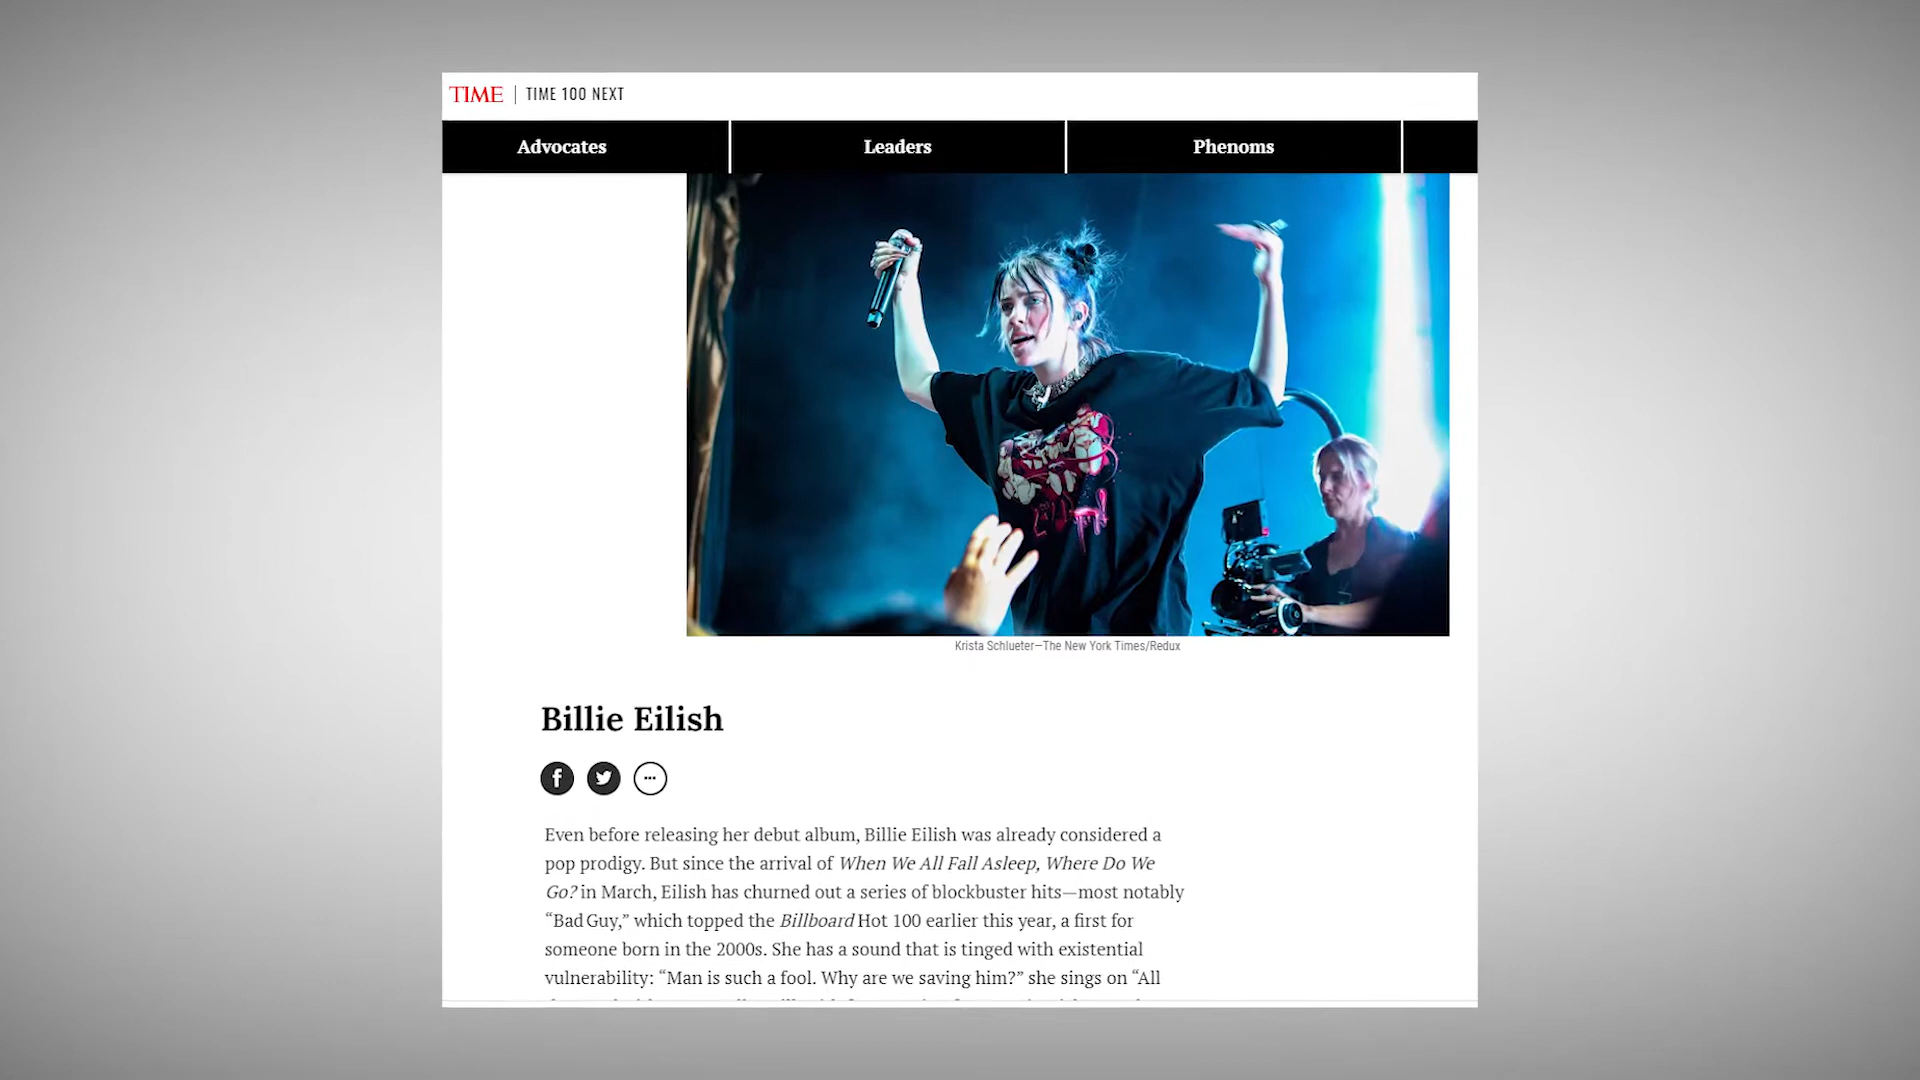 TIME | TIME 100 NEXT
Advocates
Leaders
Phenoms
Krista Schlueter—The New York Times/Redux
Billie Eilish
Even before releasing her debut album, Billie Eilish was already considered a
pop prodigy. But since the arrival of When We All Fall Asleep, Where Do We
Go? in March, Eilish has churned out a series of blockbuster hits—most notably
“Bad Guy,” which topped the Billboard Hot 100 earlier this year, a first for
someone born in the 2000s. She has a sound that is tinged with existential
vulnerability: “Man is such a fool. Why are we saving him?” she sings on “All